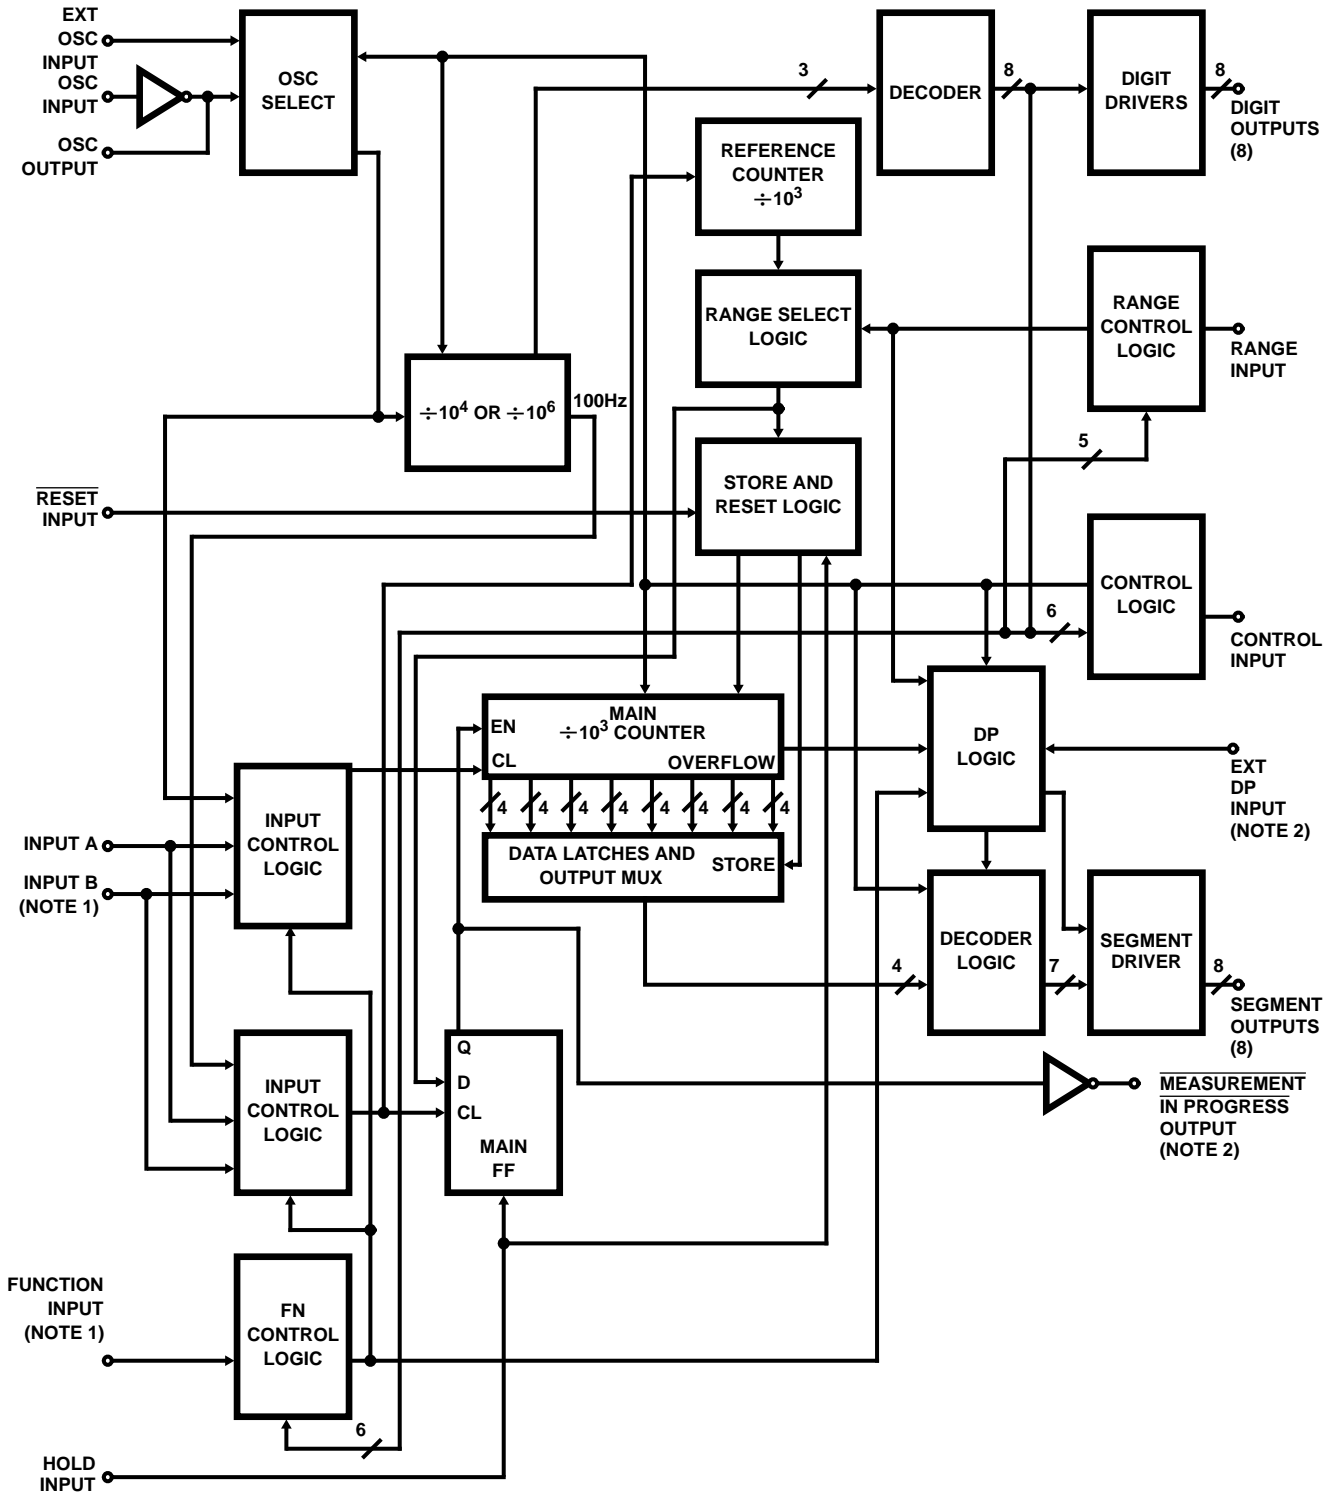 EXT
OSC
INPUT
OSC
INPUT
OSC
OUTPUT
OSC
SELECT
3
DECODER
8
DIGIT
DRIVERS
8
DIGIT
OUTPUTS
(8)
REFERENCE
COUNTER
÷10³
RANGE SELECT
LOGIC
RANGE
CONTROL
LOGIC
RANGE
INPUT
÷10⁴ OR ÷10⁶
100Hz
5
STORE AND
RESET LOGIC
RESET
INPUT
CONTROL
LOGIC
6
CONTROL
INPUT
MAIN
÷10³ COUNTER
EN
CL
OVERFLOW
DP
LOGIC
EXT
DP
INPUT
(NOTE 2)
4 4 4 4 4 4 4 4
INPUT
CONTROL
LOGIC
INPUT A
INPUT B
(NOTE 1)
DATA LATCHES AND
OUTPUT MUX
STORE
4
DECODER
LOGIC
7
SEGMENT
DRIVER
8
SEGMENT
OUTPUTS
(8)
INPUT
CONTROL
LOGIC
Q
D
CL
MAIN
FF
MEASUREMENT
IN PROGRESS
OUTPUT
(NOTE 2)
FUNCTION
INPUT
(NOTE 1)
FN
CONTROL
LOGIC
6
HOLD
INPUT